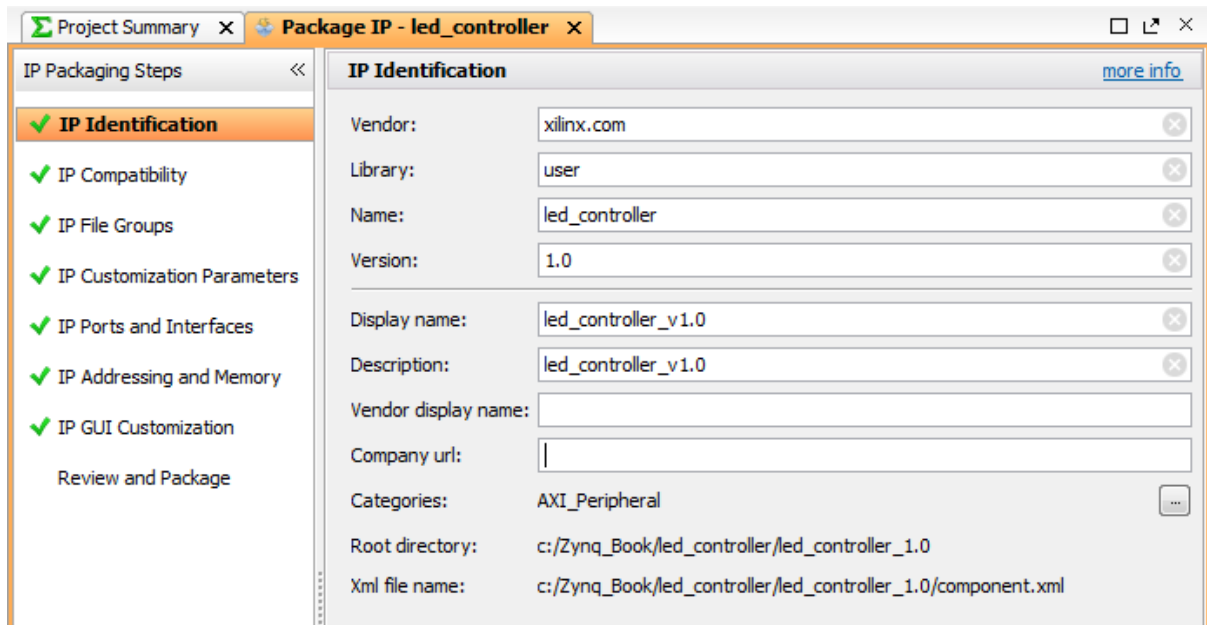 Project Summary
Package IP - led_controller
IP Packaging Steps
IP Identification
IP Compatibility
IP File Groups
IP Customization Parameters
IP Ports and Interfaces
IP Addressing and Memory
IP GUI Customization
Review and Package
IP Identification
more info
Vendor: xilinx.com
Library: user
Name: led_controller
Version: 1.0
Display name: led_controller_v1.0
Description: led_controller_v1.0
Vendor display name:
Company url:
Categories: AXI_Peripheral ...
Root directory: c:/Zynq_Book/led_controller/led_controller_1.0
Xml file name: c:/Zynq_Book/led_controller/led_controller_1.0/component.xml